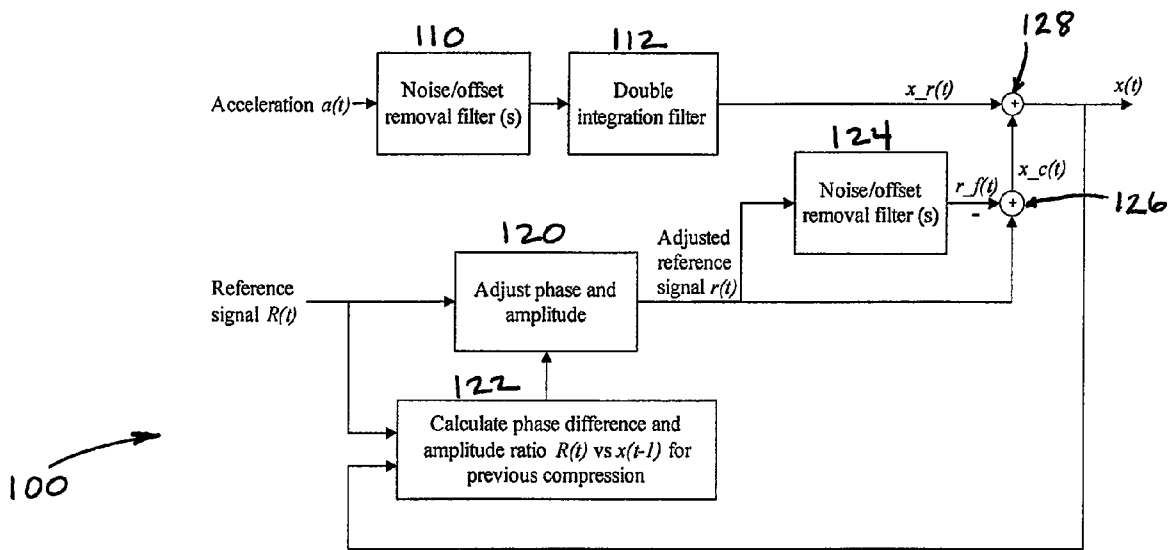 110
112
128
Acceleration a(t)
Noise/offset
removal filter (s)
Double
integration filter
x_r(t)
+
x(t)
124
x_c(t)
Noise/offset
removal filter (s)
r_f(t)
-
+
126
120
Adjusted
reference
signal r(t)
Reference
signal R(t)
Adjust phase and
amplitude
122
Calculate phase difference and
amplitude ratio R(t) vs x(t-1) for
previous compression
100